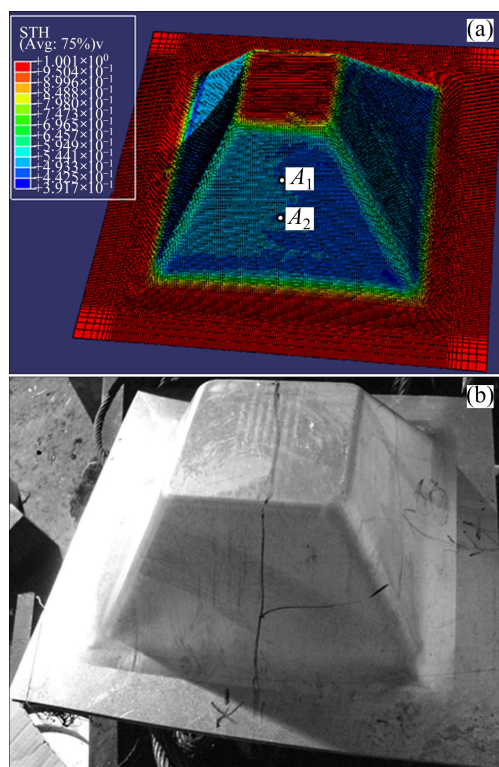 (a)
STH
(Avg: 75%)v
+1.001×10⁰
+9.504×10⁻¹
+8.996×10⁻¹
+8.488×10⁻¹
+7.980×10⁻¹
+7.473×10⁻¹
+6.965×10⁻¹
+6.457×10⁻¹
+5.949×10⁻¹
+5.441×10⁻¹
+4.933×10⁻¹
+4.425×10⁻¹
+3.917×10⁻¹
A₁
A₂
(b)